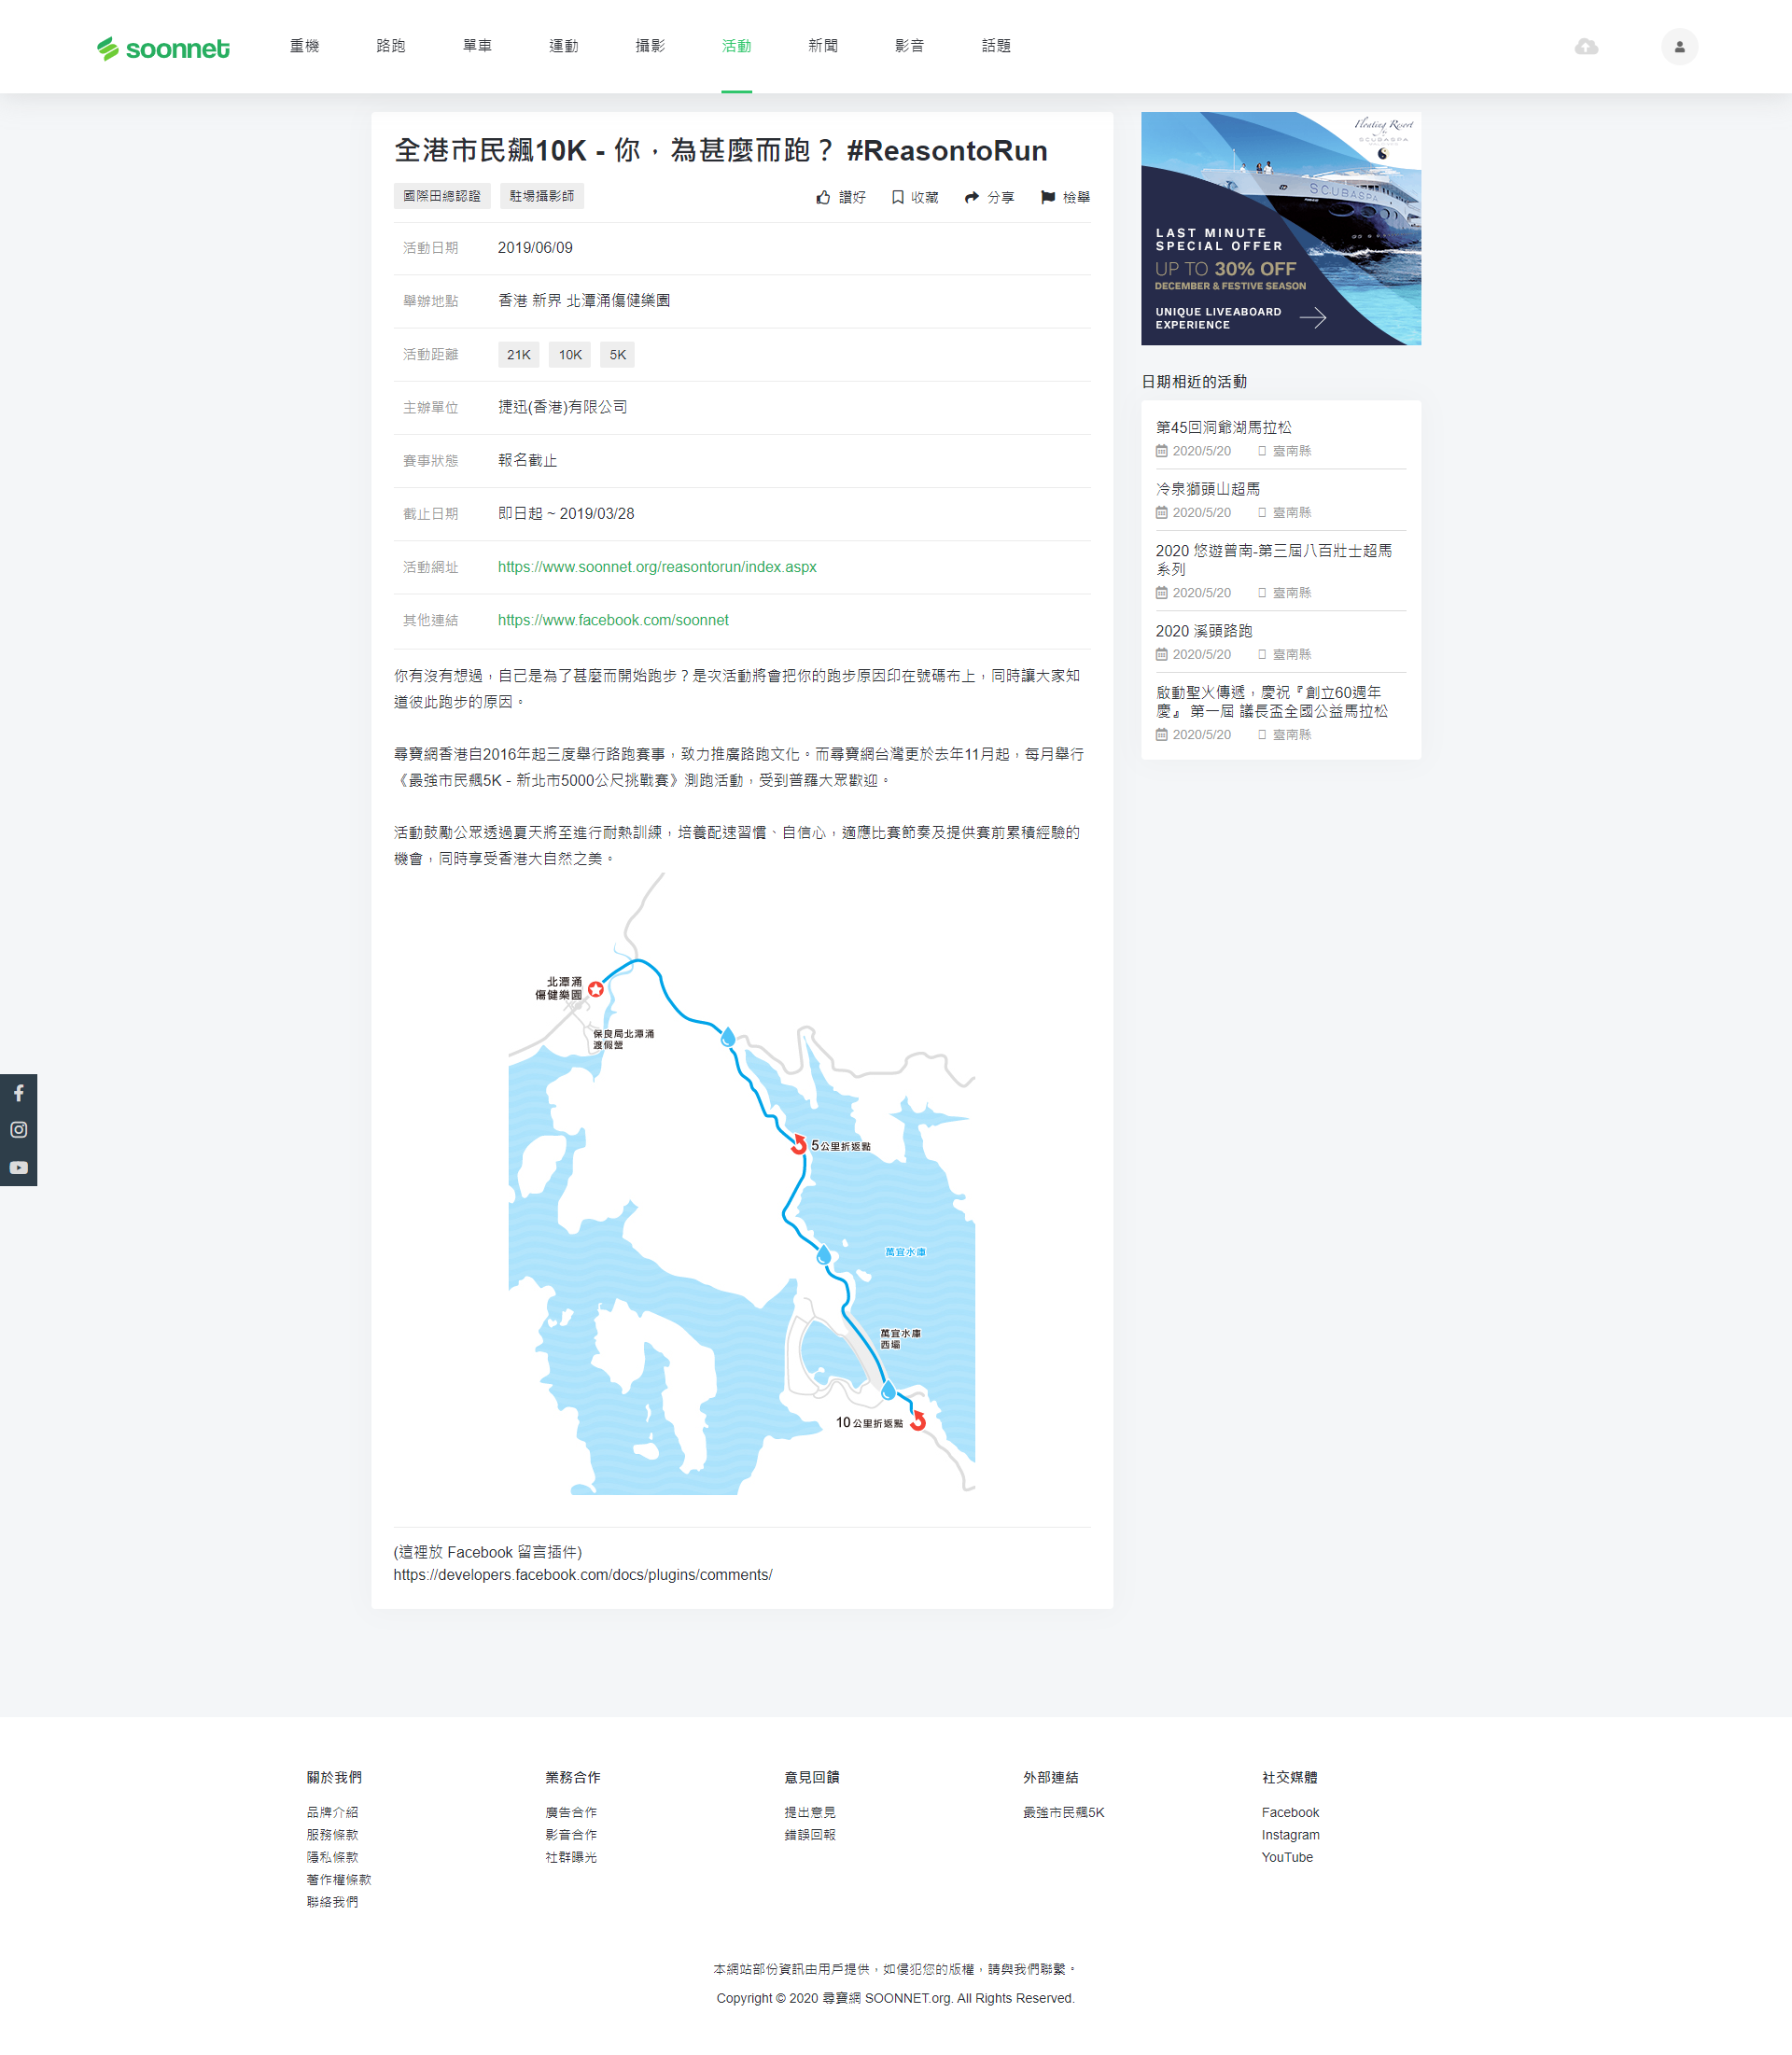 soonnet
重機
路跑
單車
運動
攝影
活動
新聞
影音
話題
全港市民飆10K - 你，為甚麼而跑？ #ReasontoRun
國際田總認證
駐場攝影師
讚好
收藏
分享
檢舉
活動日期 2019/06/09
舉辦地點 香港 新界 北潭涌傷健樂園
活動距離 21K 10K 5K
主辦單位 捷迅(香港)有限公司
賽事狀態 報名截止
截止日期 即日起 ~ 2019/03/28
活動網址 https://www.soonnet.org/reasontorun/index.aspx
其他連結 https://www.facebook.com/soonnet
你有沒有想過，自己是為了甚麼而開始跑步？是次活動將會把你的跑步原因印在號碼布上，同時讓大家知
道彼此跑步的原因。
尋寶網香港自2016年起三度舉行路跑賽事，致力推廣路跑文化。而尋寶網台灣更於去年11月起，每月舉行
《最強市民飆5K - 新北市5000公尺挑戰賽》測跑活動，受到普羅大眾歡迎。
活動鼓勵公眾透過夏天將至進行耐熱訓練，培養配速習慣、自信心，適應比賽節奏及提供賽前累積經驗的
機會，同時享受香港大自然之美。
北潭涌
傷健樂園
保良局北潭涌
渡假營
5公里折返點
萬宜水庫
萬宜水庫
西壩
10公里折返點
(這裡放 Facebook 留言插件)
https://developers.facebook.com/docs/plugins/comments/
Floating Resort
by
SCUBASPA
SCUBASPA
LAST MINUTE
SPECIAL OFFER
UP TO 30% OFF
DECEMBER & FESTIVE SEASON
UNIQUE LIVEABOARD
EXPERIENCE
日期相近的活動
第45回洞爺湖馬拉松
2020/5/20 臺南縣
冷泉獅頭山超馬
2020/5/20 臺南縣
2020 悠遊曾南-第三屆八百壯士超馬
系列
2020/5/20 臺南縣
2020 溪頭路跑
2020/5/20 臺南縣
啟動聖火傳遞，慶祝『創立60週年
慶』 第一屆 議長盃全國公益馬拉松
2020/5/20 臺南縣
關於我們
品牌介紹
服務條款
隱私條款
著作權條款
聯絡我們
業務合作
廣告合作
影音合作
社群曝光
意見回饋
提出意見
錯誤回報
外部連結
最強市民飆5K
社交媒體
Facebook
Instagram
YouTube
本網站部份資訊由用戶提供，如侵犯您的版權，請與我們聯繫。
Copyright © 2020 尋寶網 SOONNET.org. All Rights Reserved.